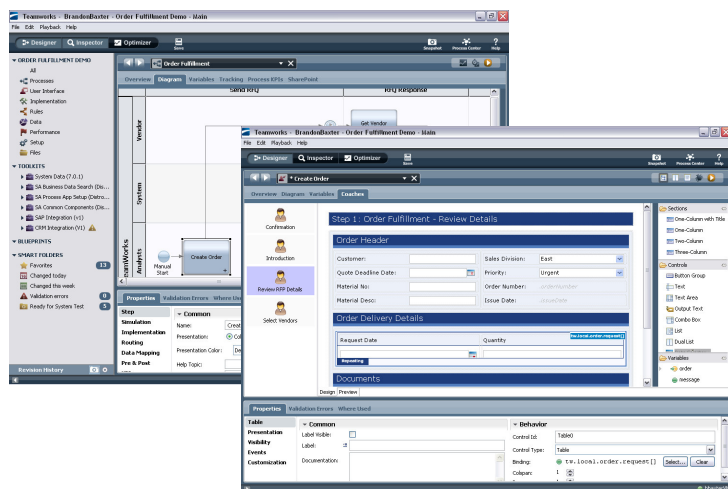 Teamworks - BrandonBaxter - Order Fulfillment Demo - Main
File Edit Playback Help
Designer Inspector Optimizer Save Snapshot Process Center Help
ORDER FULFILLMENT DEMO
All
Processes
User Interface
Implementation
Rules
Data
Performance
Setup
Files
TOOLKITS
System Data (7.0.1)
SA Business Data Search (Dis...
SA Process App Setup (Distro...
SA Common Components (Dis...
SAP Integration (v1)
CRM Integration (V1)
BLUEPRINTS
SMART FOLDERS
Favorites 13
Changed today
Changed this week
Validation errors 0
Ready for System Test 5
Revision History
Order Fulfillment
Overview Diagram Variables Tracking Process KPIs SharePoint
Send RFQ RFQ Response
Vendor
Get Vendor
System
Analysts
Manual
Start
Create Order
Properties Validation Errors Where Use
Step
Simulation
Implementation
Routing
Data Mapping
Pre & Post
Common
Name: Creat
Presentation: Col
Presentation Color: De
Help Topic:
Teamworks - BrandonBaxter - Order Fulfillment Demo - Main
File Edit Playback Help
Designer Inspector Optimizer Save Snapshot Process Center Help
*Create Order
Overview Diagram Variables Coaches
Confirmation
Introduction
Review RFP Details
Select Vendors
Step 1: Order Fulfillment - Review Details
Order Header
Customer: Sales Division: East
Quote Deadline Date: Priority: Urgent
Material No: Order Number: orderNumber
Material Desc: Issue Date: issueDate
Order Delivery Details
tw.local.order.request[]
Request Date Quantity
Repeating
Documents
Design Preview
Sections
One-Column with Title
One-Column
Two-Column
Three-Column
Controls
Button Group
Text
Text Area
Output Text
Combo Box
List
Dual List
Variables
order
message
Properties Validation Errors Where Used
Table
Presentation
Visibility
Events
Customization
Common
Label Visible:
Label:
Documentation:
Behavior
Control Id: Table0
Control Type: Table
Binding: tw.local.order.request[] Select... Clear
Colspan: 1